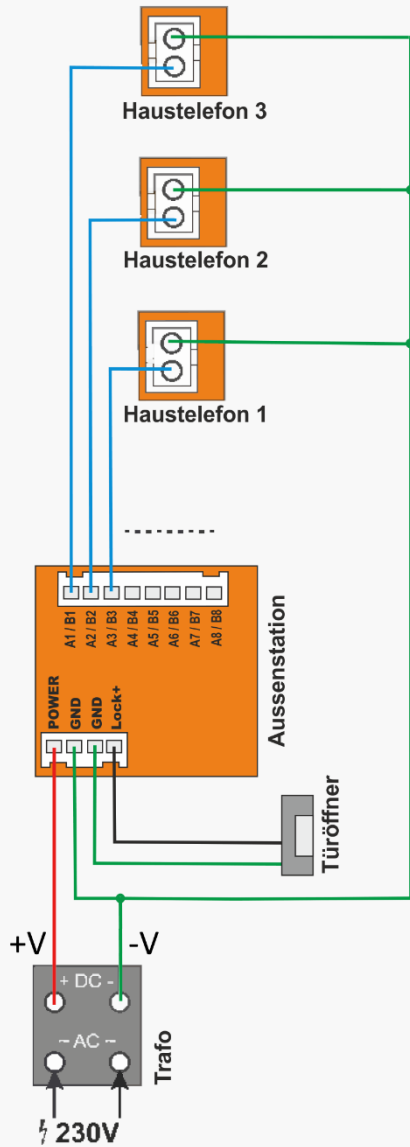 Haustelefon 3
Haustelefon 2
Haustelefon 1
A1 / B1
A2 / B2
A3 / B3
A4 / B4
A5 / B5
A6 / B6
A7 / B7
A8 / B8
Aussenstation
POWER
GND
GND
Lock+
Türöffner
+V
-V
+ DC -
~ AC ~
Trafo
230V